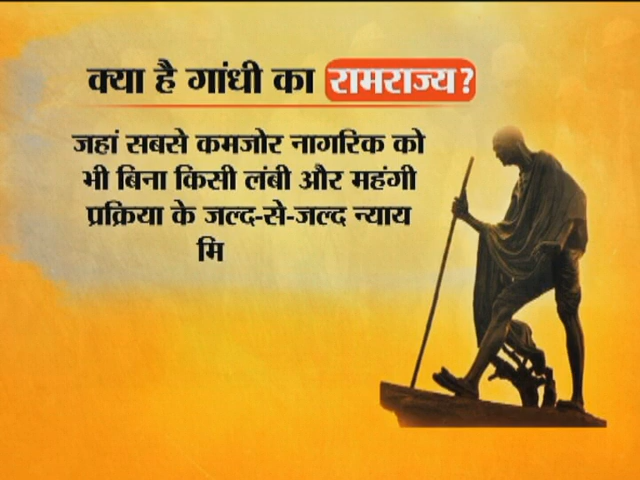 क्या है गांधी का रामराज्य?
जहां सबसे कमजोर नागरिक को
भी बिना किसी लंबी और महंगी
प्रक्रिया के जल्द-से-जल्द न्याय
मि